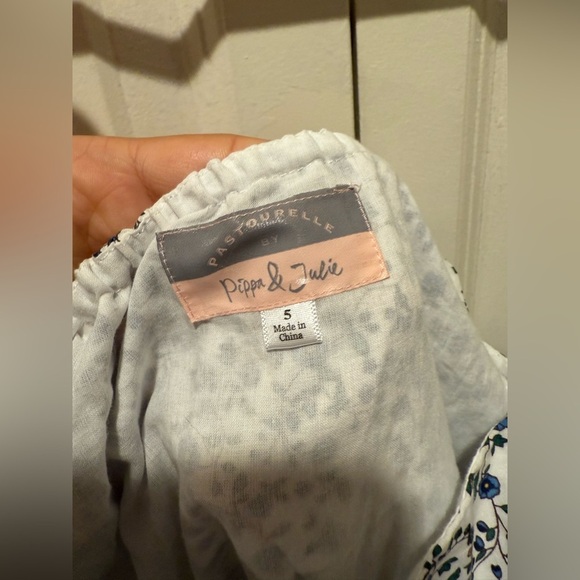 PASTOURELLE
BY
Pippa & Julie
5
Made in
China